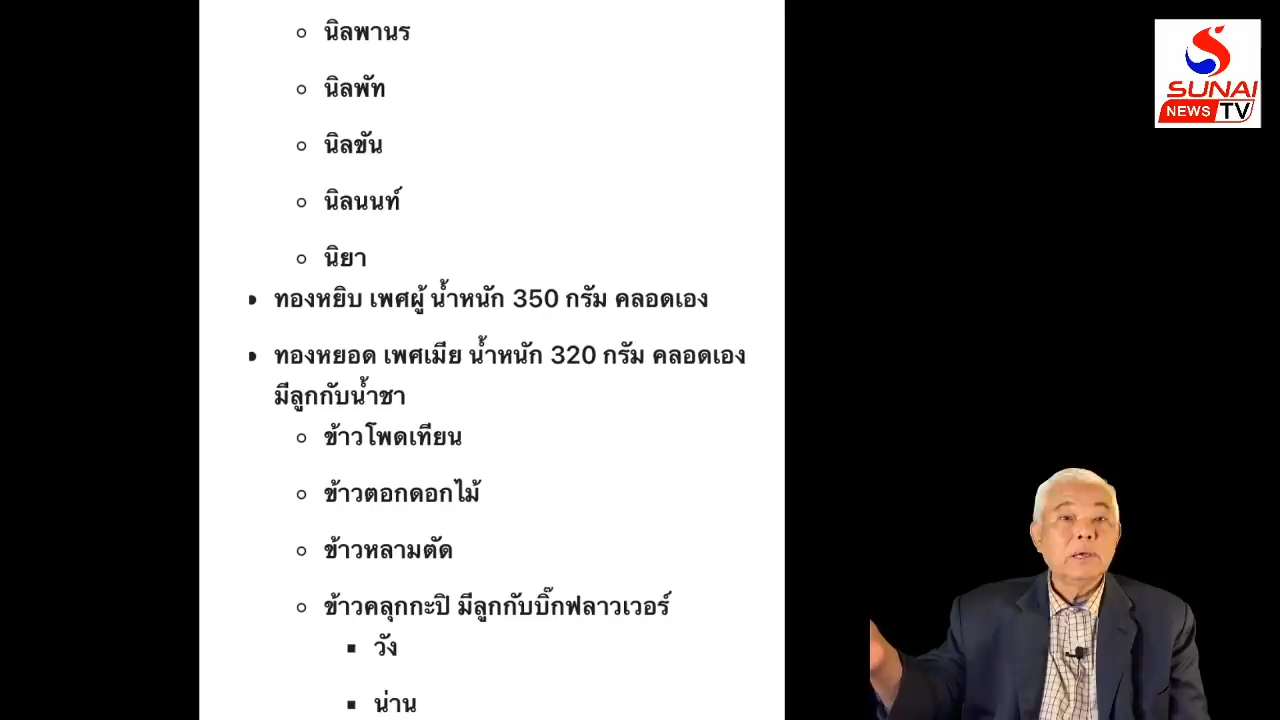 นิลพานร
นิลพัท
นิลขัน
นิลนนท์
นิยา
ทองหยิบ เพศผู้ น้ำหนัก 350 กรัม คลอดเอง
ทองหยอด เพศเมีย น้ำหนัก 320 กรัม คลอดเอง
มีลูกกับน้ำชา
ข้าวโพดเทียน
ข้าวตอกดอกไม้
ข้าวหลามตัด
ข้าวคลุกกะปิ มีลูกกับบิ๊กฟลาวเวอร์
วัง
น่าน
SUNAI
NEWS TV